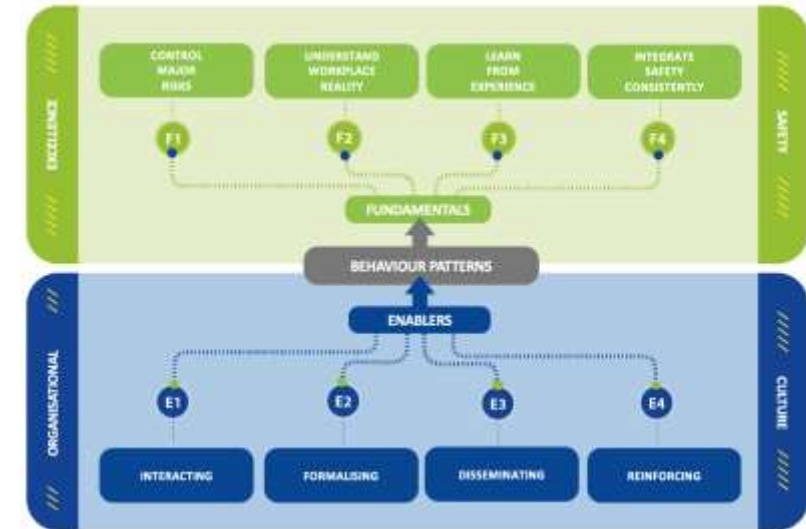 CONTROL
MAJOR
RISKS
UNDERSTAND
WORKPLACE
REALITY
LEARN
FROM
EXPERIENCE
INTEGRATE
SAFETY
CONSISTENTLY
EXCELLENCE
SAFETY
F1
F2
F3
F4
FUNDAMENTALS
BEHAVIOUR PATTERNS
ENABLERS
ORGANISATIONAL
CULTURE
E1
E2
E3
E4
INTERACTING
FORMALISING
DISSEMINATING
REINFORCING